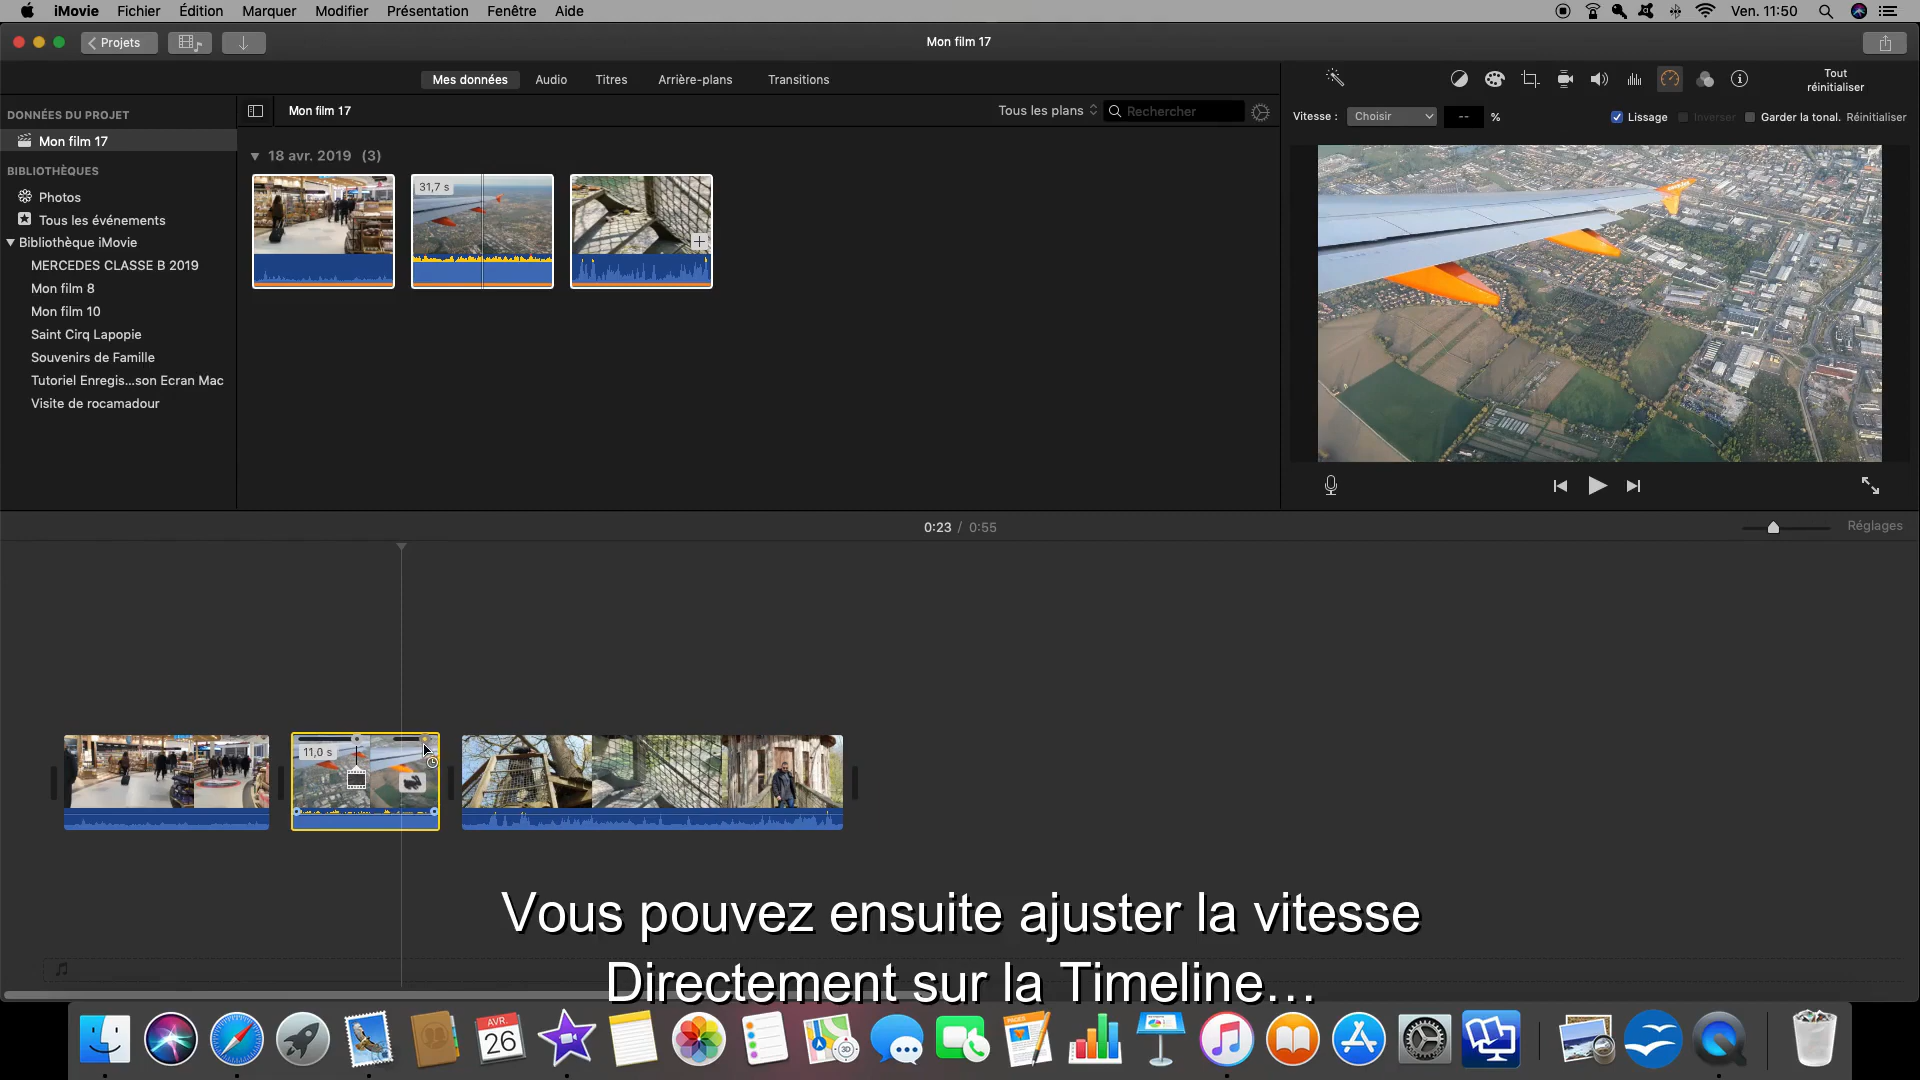 iMovie Fichier Édition Marquer Modifier Présentation Fenêtre Aide Ven. 11:50
Projets Mon film 17
Mes données Audio Titres Arrière-plans Transitions
Tout
réinitialiser
DONNÉES DU PROJET
Mon film 17
BIBLIOTHÈQUES
Photos
Tous les événements
Bibliothèque iMovie
MERCEDES CLASSE B 2019
Mon film 8
Mon film 10
Saint Cirq Lapopie
Souvenirs de Famille
Tutoriel Enregis...son Ecran Mac
Visite de rocamadour
Mon film 17 Tous les plans Rechercher
18 avr. 2019 (3)
31,7 s
Vitesse : Choisir -- % Lissage Inverser Garder la tonal. Réinitialiser
0:23 / 0:55 Réglages
11,0 s
Vous pouvez ensuite ajuster la vitesse
Directement sur la Timeline...
AVR.
26
3D
PAGES